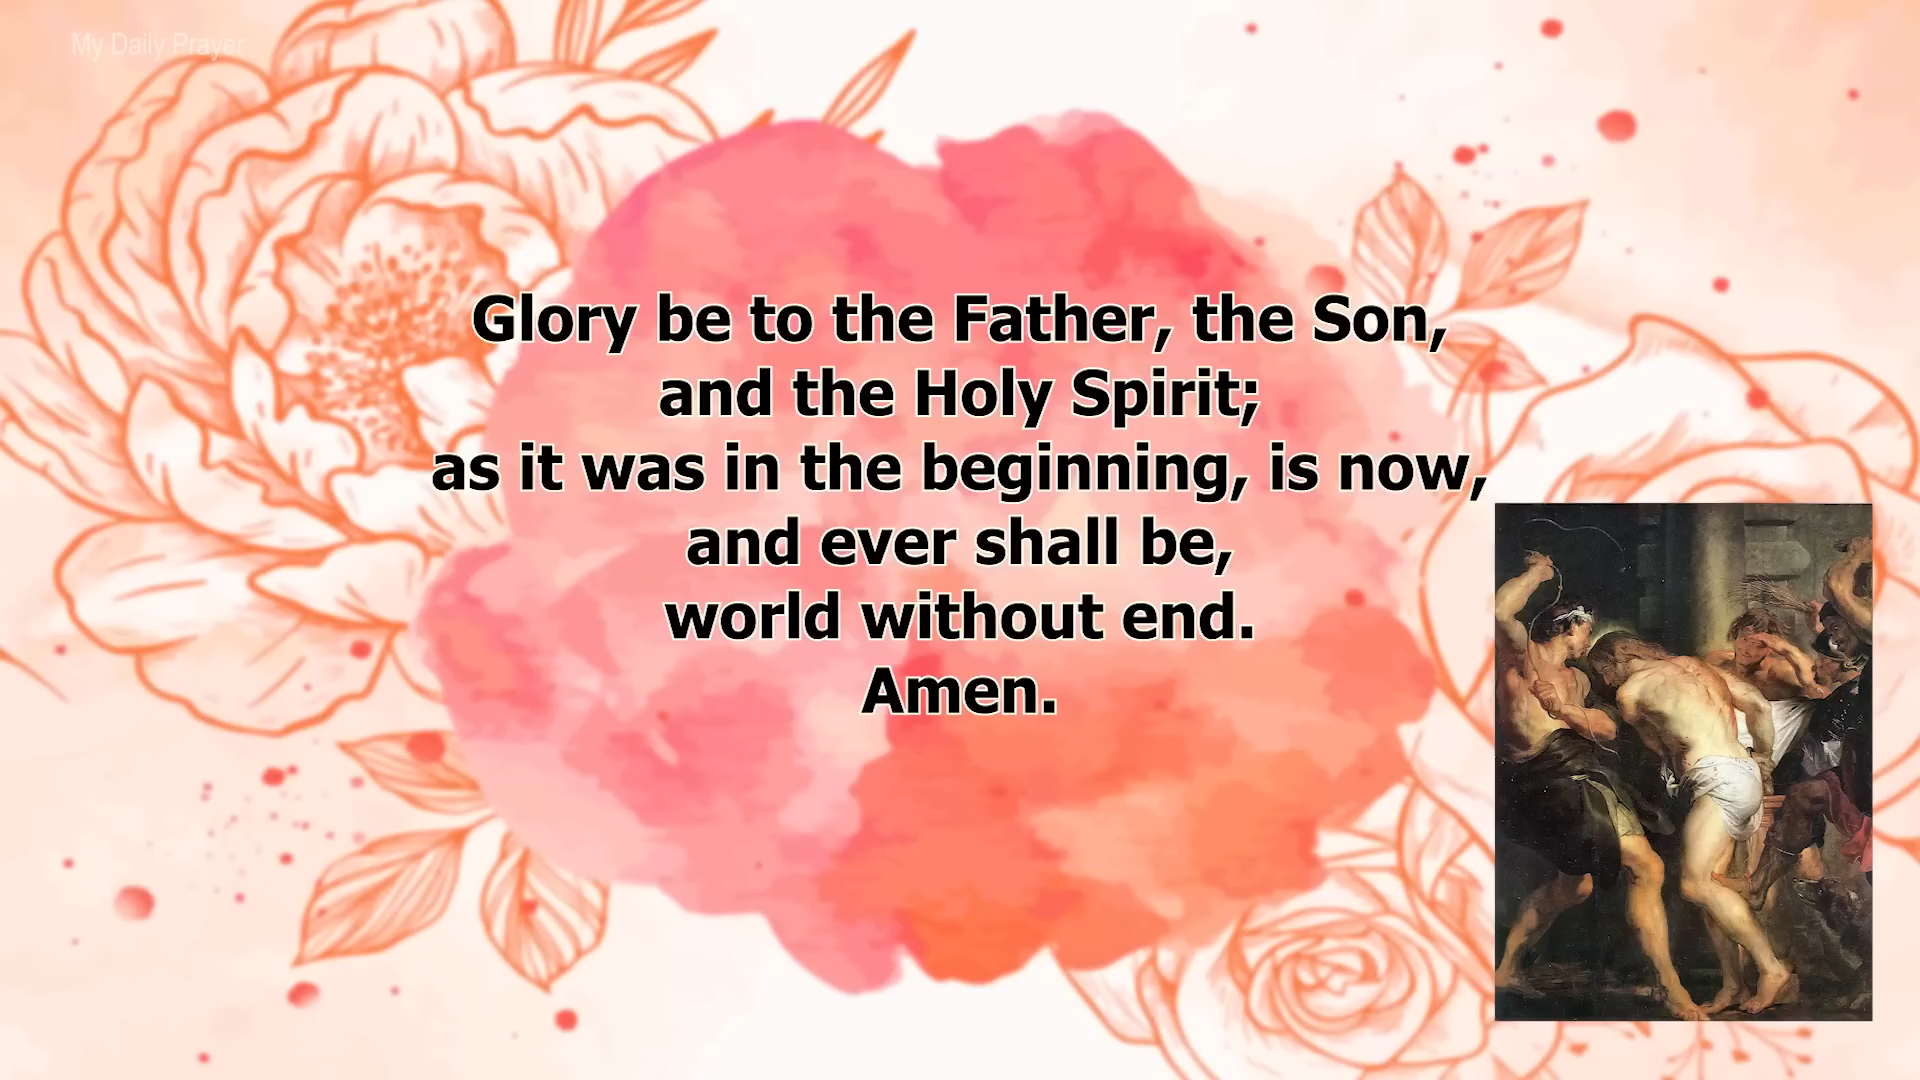 My Daily Prayer
Glory be to the Father, the Son,
and the Holy Spirit;
as it was in the beginning, is now,
and ever shall be,
world without end.
Amen.